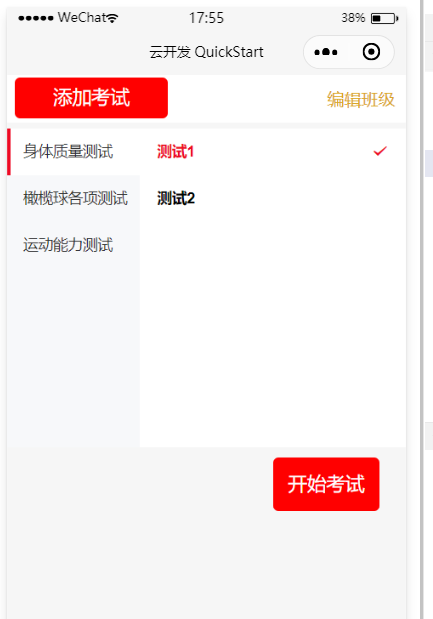 WeChat 17:55 38%
云开发 QuickStart
添加考试 编辑班级
身体质量测试 测试1
橄榄球各项测试 测试2
运动能力测试
开始考试